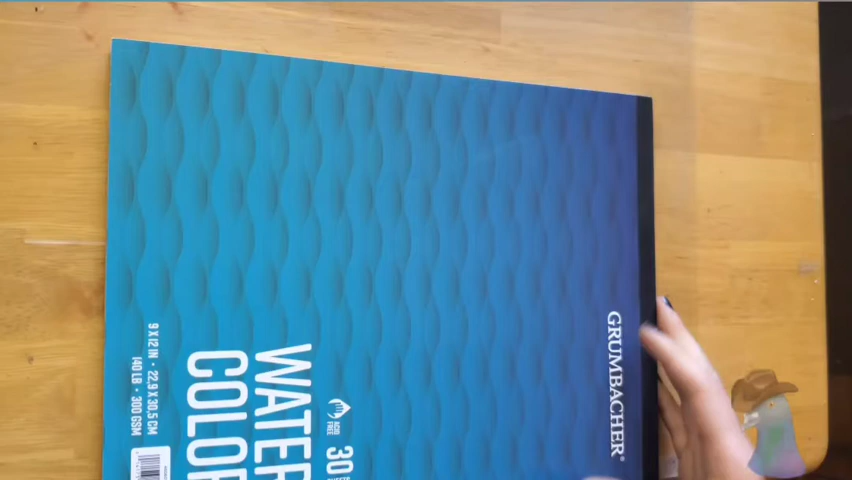 GRUMBACHER®
30
ACID
FREE
WATER
COLOR
9 X 12 IN • 22.9 X 30.5 CM
140 LB • 300 GSM